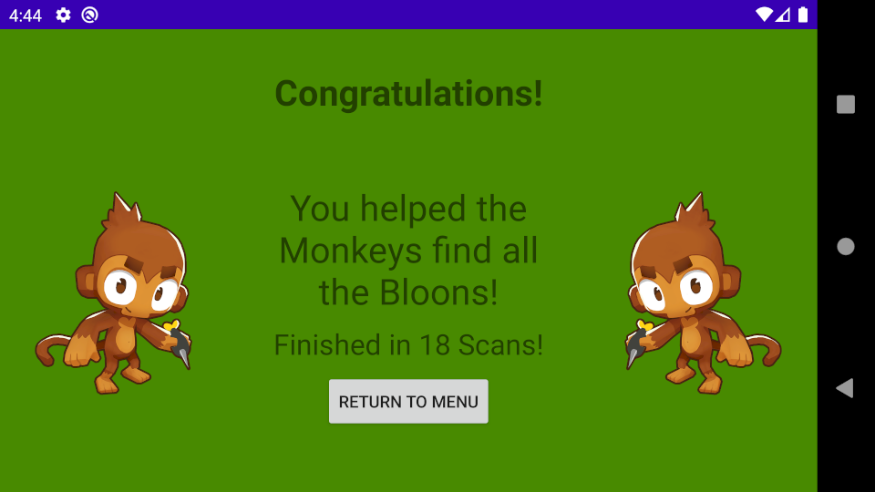 4:44
Congratulations!
You helped the
Monkeys find all
the Bloons!
Finished in 18 Scans!
RETURN TO MENU